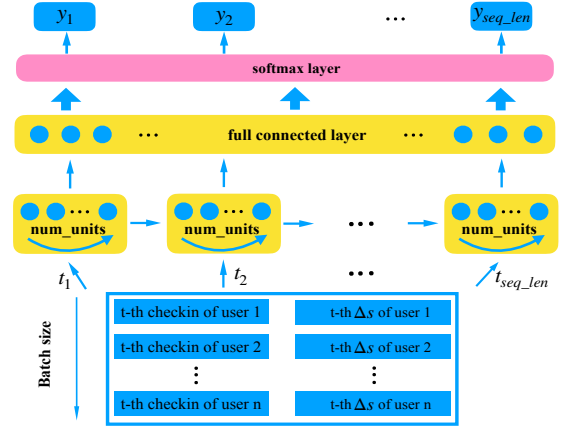 y1 y2 ... yseq_len
softmax layer
... full connected layer ...
... ... ...
num_units num_units ... num_units
t1 t2 ... tseq_len
Batch size
t-th checkin of user 1 t-th Δs of user 1
t-th checkin of user 2 t-th Δs of user 2
t-th checkin of user n t-th Δs of user n